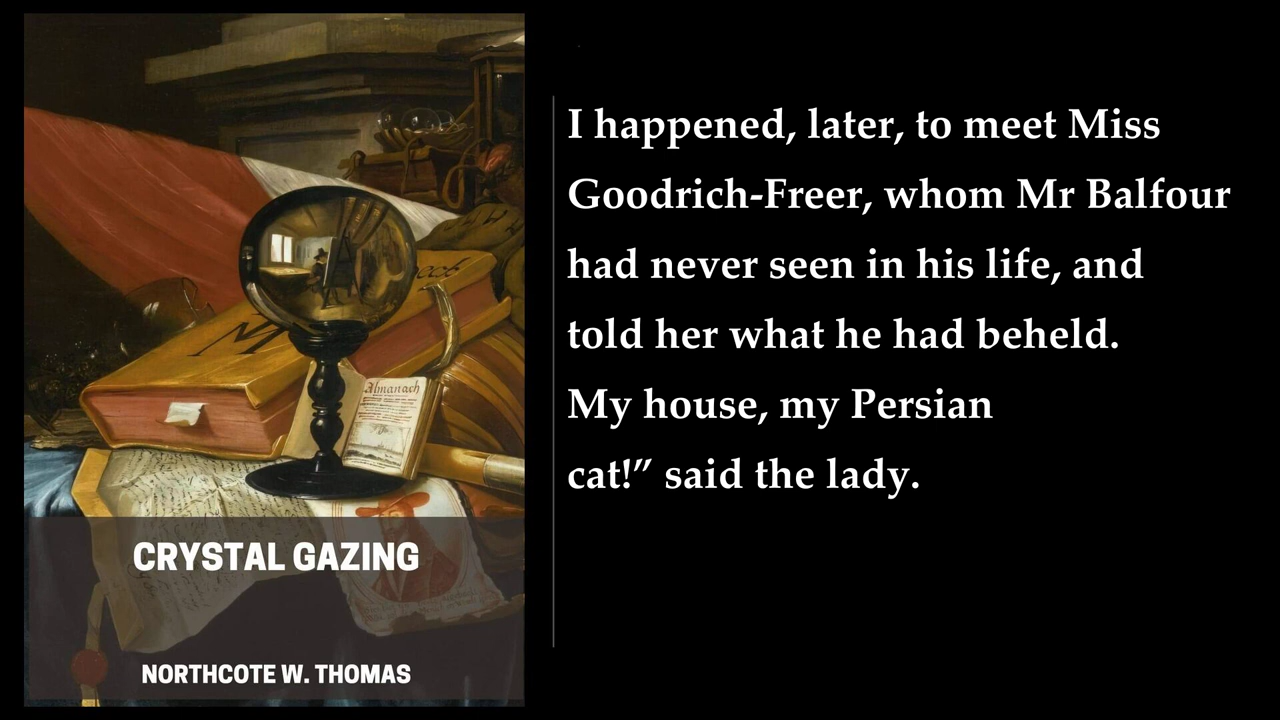 I happened, later, to meet Miss
Goodrich-Freer, whom Mr Balfour
had never seen in his life, and
told her what he had beheld.
My house, my Persian
cat!” said the lady.
M
Almanach
CRYSTAL GAZING
NORTHCOTE W. THOMAS